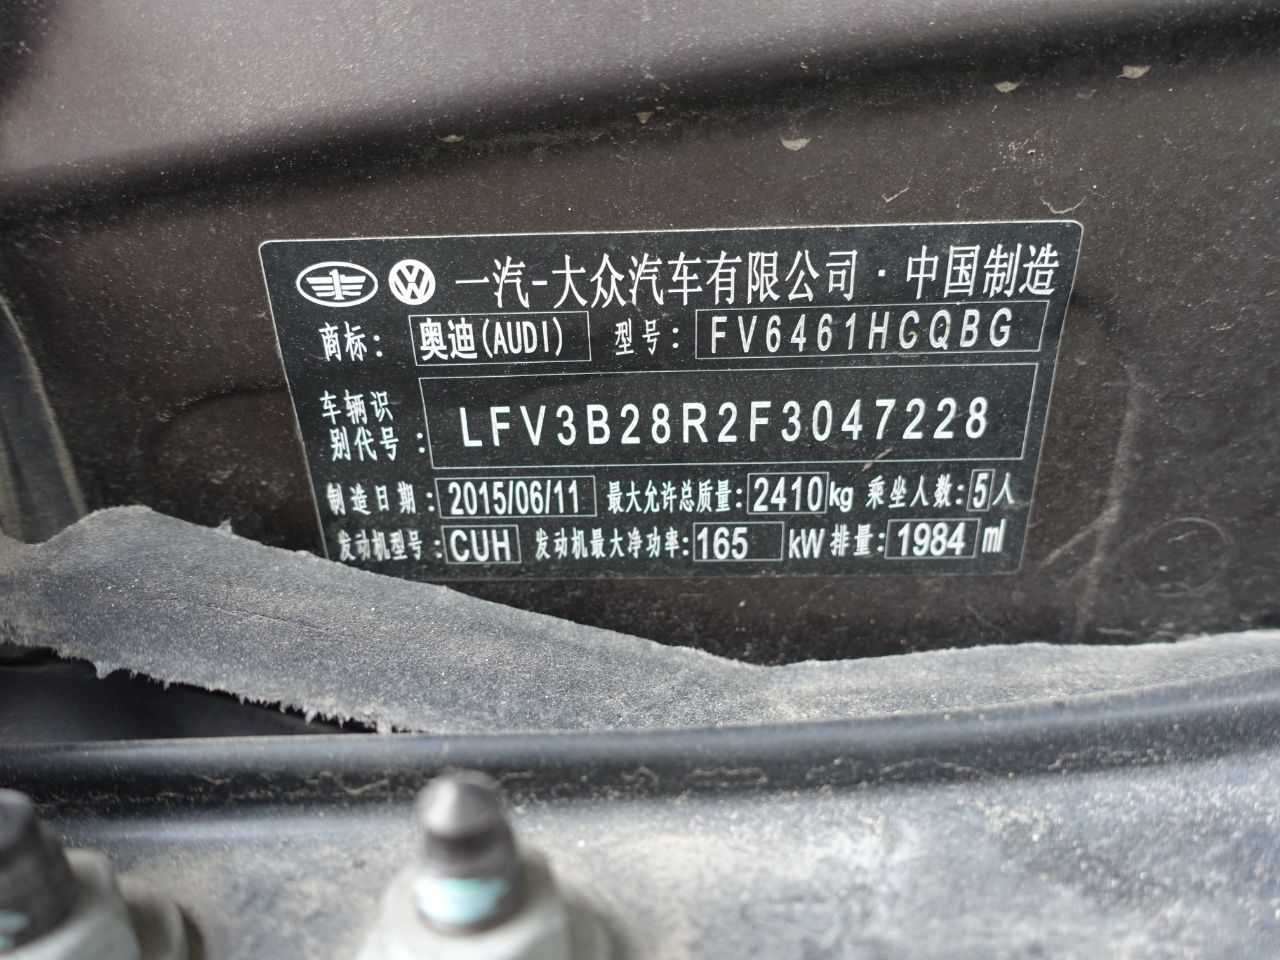 一汽-大众汽车有限公司·中国制造
商标: 奥迪(AUDI) 型号: FV6461HCQBG
车辆识别代号: LFV3B28R2F3047228
制造日期: 2015/06/11 最大允许总质量: 2410kg 乘坐人数: 5人
发动机型号: CUH 发动机最大净功率: 165 kW 排量: 1984 ml